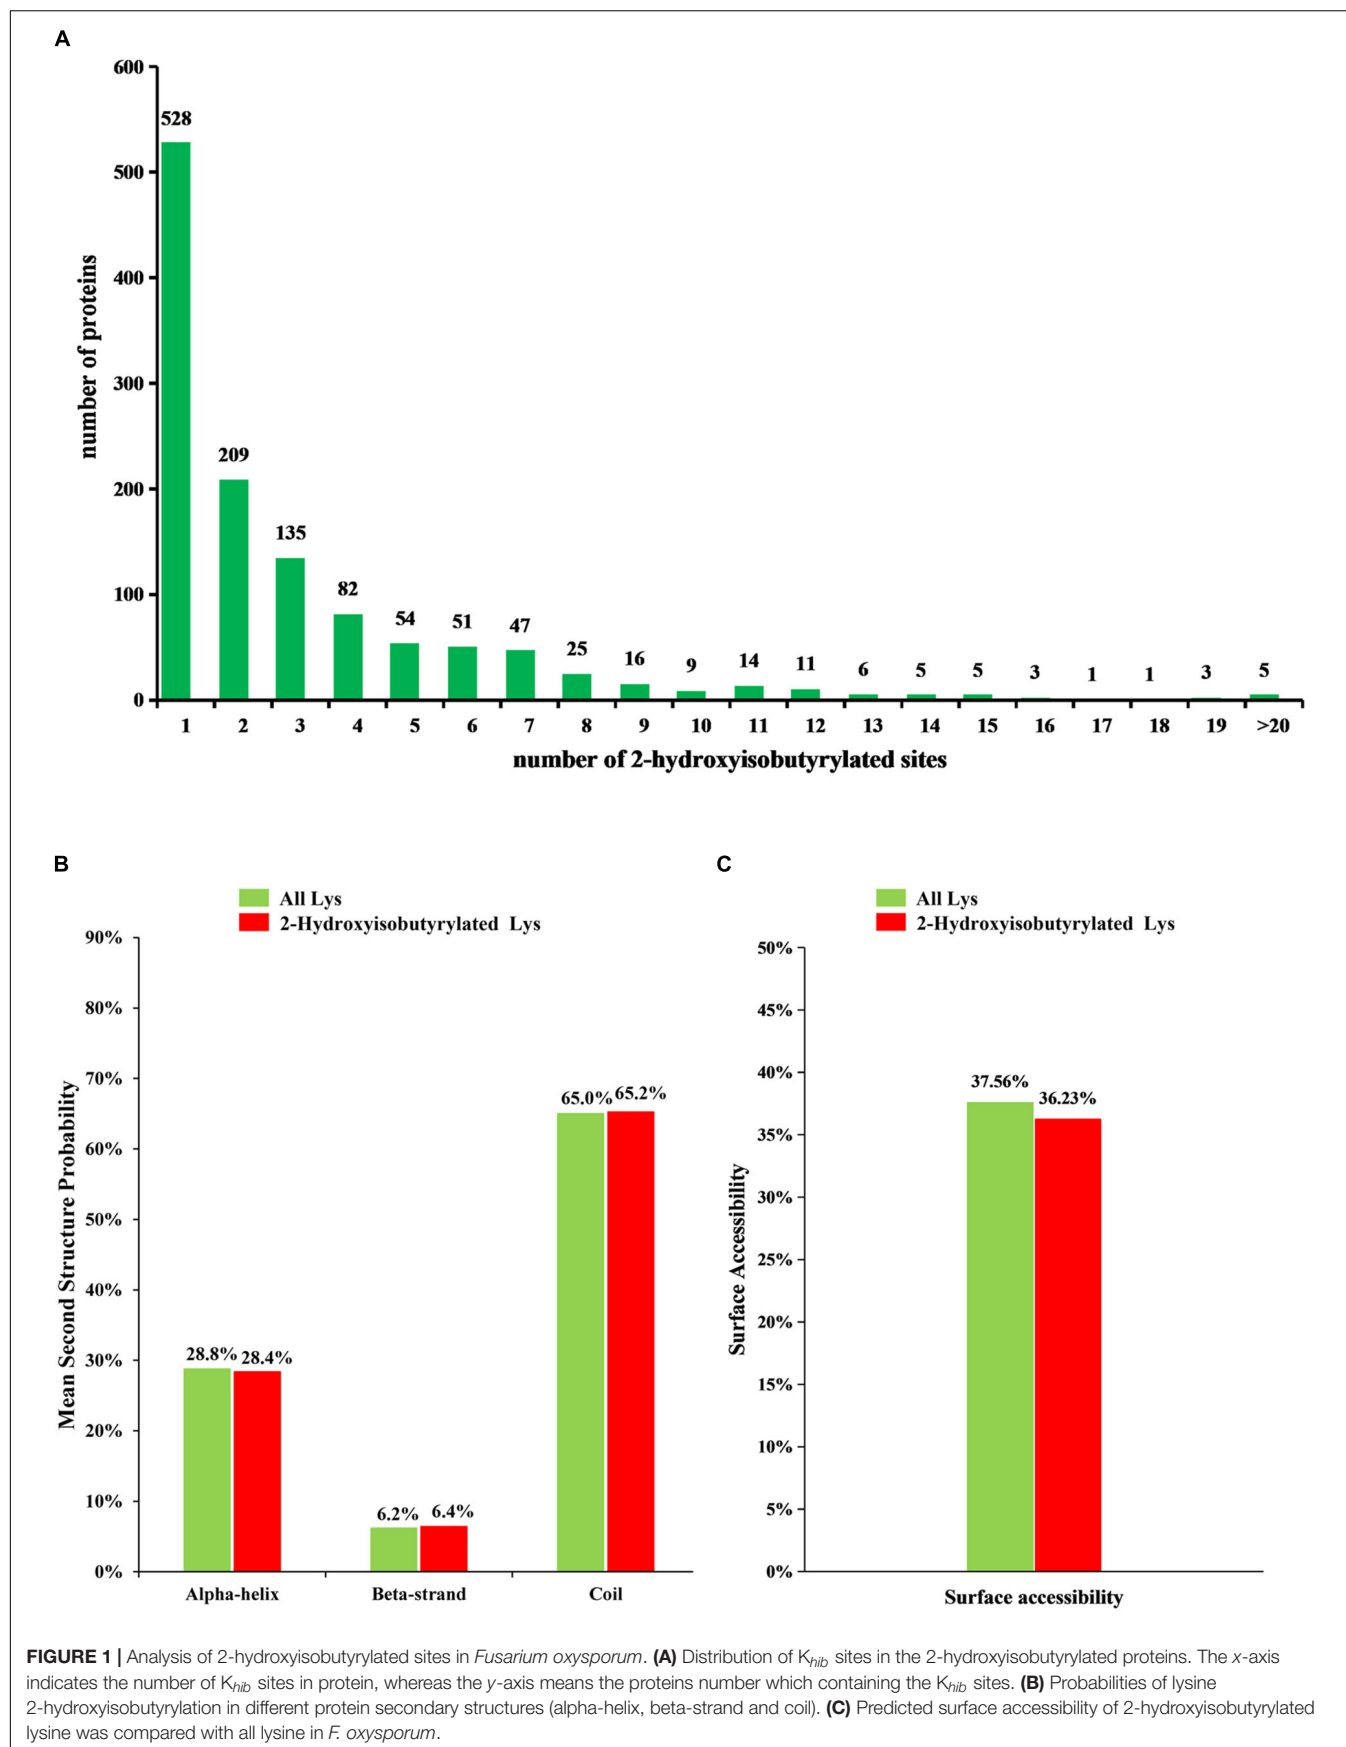 A
600
500
400
300
200
100
0
number of proteins
528
209
135
82
54
51
47
25
16
9
14
11
6
5
5
3
1
1
3
5
1 2 3 4 5 6 7 8 9 10 11 12 13 14 15 16 17 18 19 >20
number of 2-hydroxyisobutyrylated sites
B
All Lys
2-Hydroxyisobutyrylated Lys
90%
80%
70%
60%
50%
40%
30%
20%
10%
0%
Mean Second Structure Probability
28.8% 28.4%
6.2% 6.4%
65.0% 65.2%
Alpha-helix Beta-strand Coil
C
All Lys
2-Hydroxyisobutyrylated Lys
50%
45%
40%
35%
30%
25%
20%
15%
10%
5%
0%
Surface Accessibility
37.56%
36.23%
Surface accessibility
FIGURE 1 | Analysis of 2-hydroxyisobutyrylated sites in Fusarium oxysporum. (A) Distribution of Khib sites in the 2-hydroxyisobutyrylated proteins. The x-axis
indicates the number of Khib sites in protein, whereas the y-axis means the proteins number which containing the Khib sites. (B) Probabilities of lysine
2-hydroxyisobutyrylation in different protein secondary structures (alpha-helix, beta-strand and coil). (C) Predicted surface accessibility of 2-hydroxyisobutyrylated
lysine was compared with all lysine in F. oxysporum.